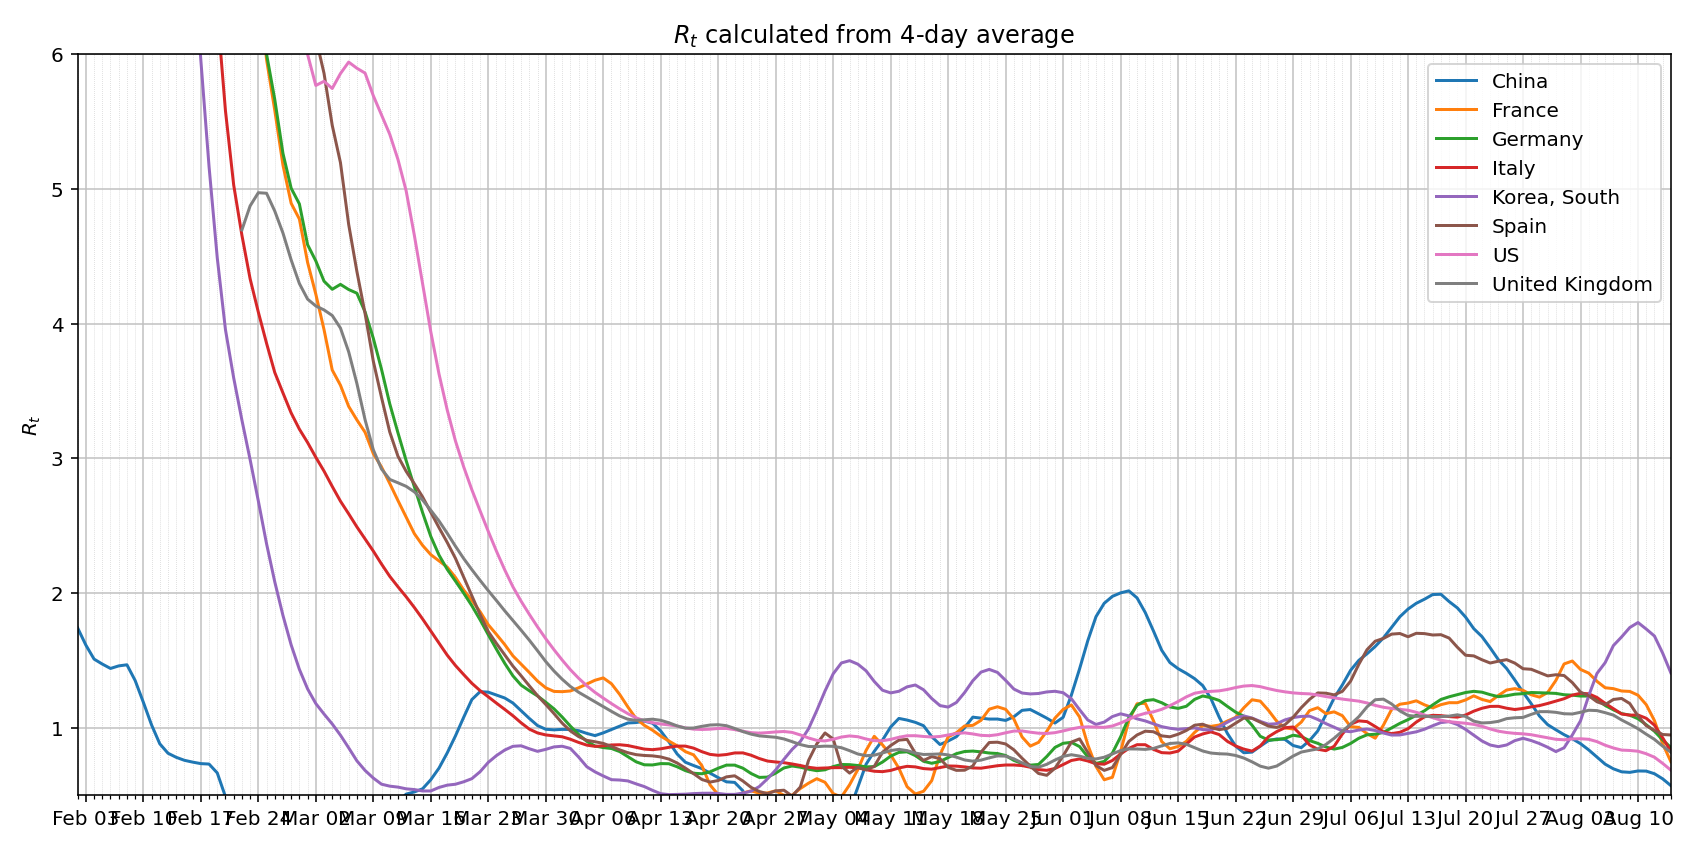 R_t calculated from 4-day average
6
5
4
3
2
1
R_t
China
France
Germany
Italy
Korea, South
Spain
US
United Kingdom
Feb 03 Feb 10 Feb 17 Feb 24 Mar 02 Mar 09 Mar 16 Mar 23 Mar 30 Apr 06 Apr 13 Apr 20 Apr 27 May 04 May 11 May 18 May 25 Jun 01 Jun 08 Jun 15 Jun 22 Jun 29 Jul 06 Jul 13 Jul 20 Jul 27 Aug 03 Aug 10